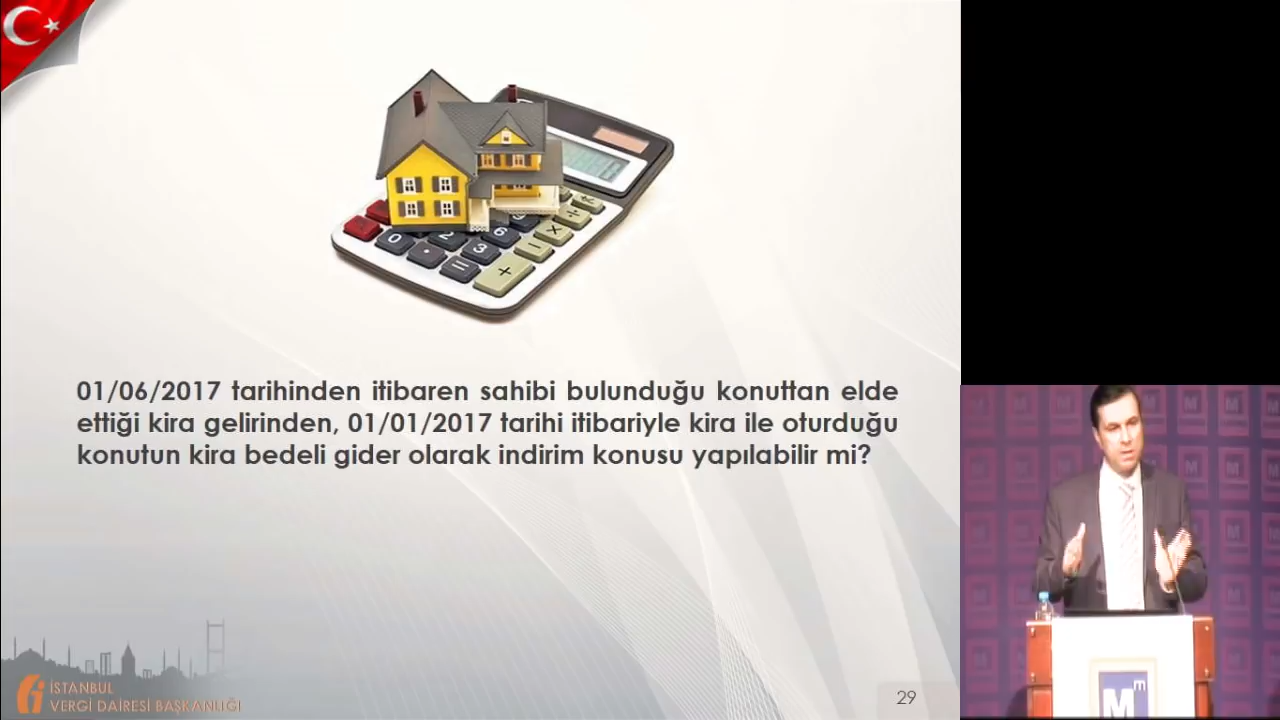 01/06/2017 tarihinden itibaren sahibi bulunduğu konuttan elde
ettiği kira gelirinden, 01/01/2017 tarihi itibariyle kira ile oturduğu
konutun kira bedeli gider olarak indirim konusu yapılabilir mi?
İSTANBUL
VERGİ DAİRESİ BAŞKANLIĞI
29
Mm